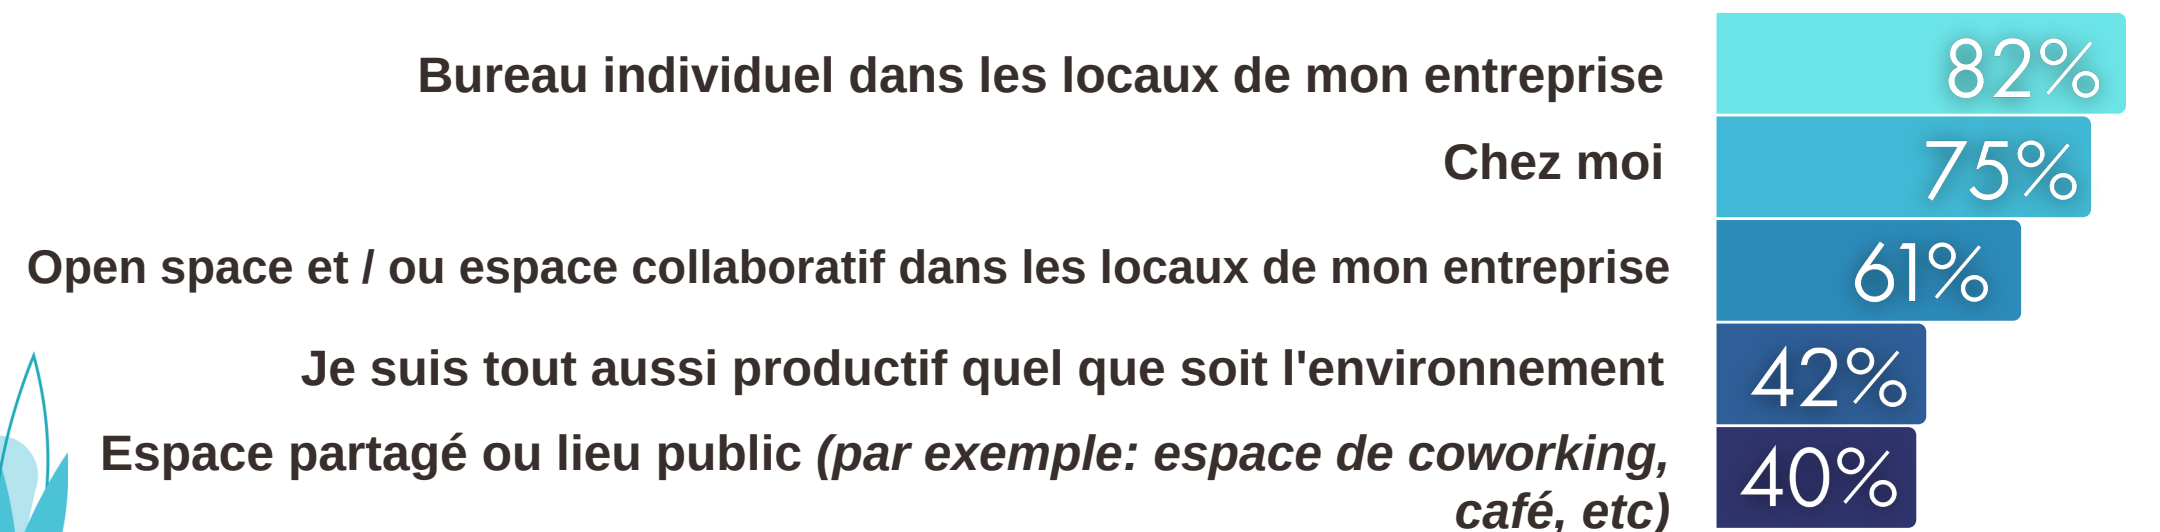 Bureau individuel dans les locaux de mon entreprise 82%
Chez moi 75%
Open space et / ou espace collaboratif dans les locaux de mon entreprise 61%
Je suis tout aussi productif quel que soit l'environnement 42%
Espace partagé ou lieu public (par exemple: espace de coworking,
café, etc) 40%